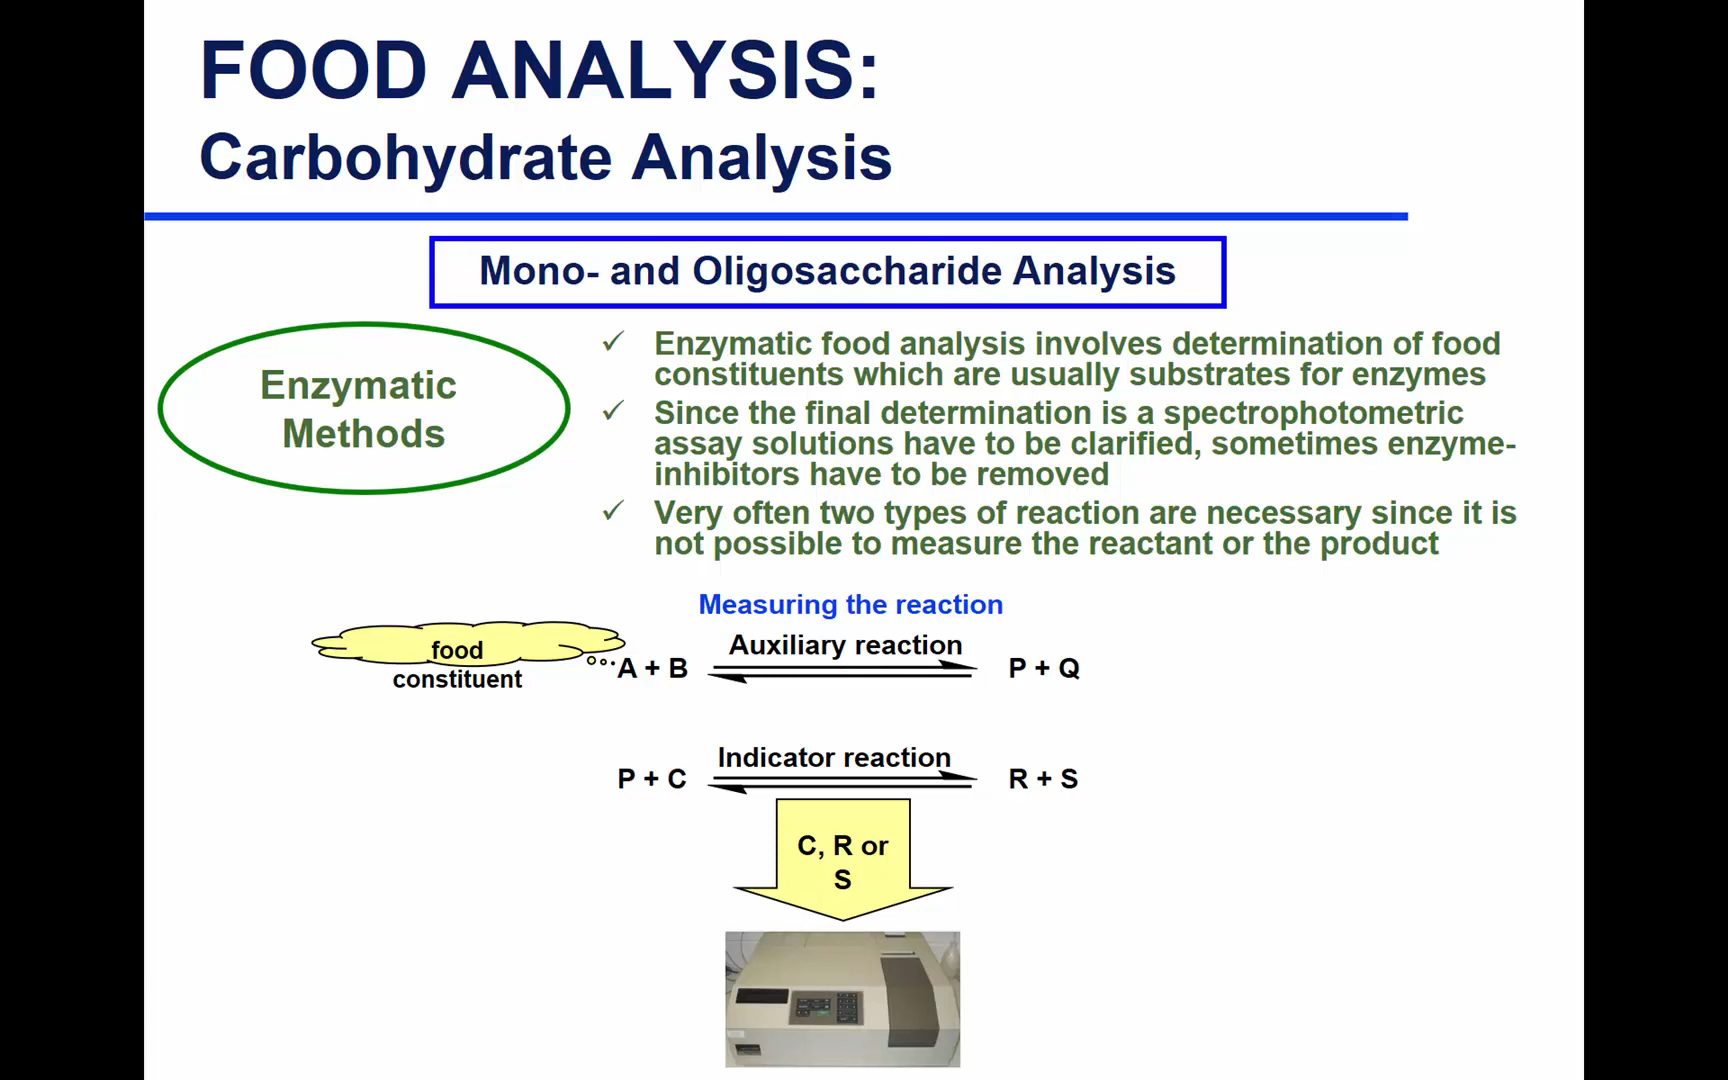 FOOD ANALYSIS:
Carbohydrate Analysis
Mono- and Oligosaccharide Analysis
Enzymatic
Methods
✓ Enzymatic food analysis involves determination of food
constituents which are usually substrates for enzymes
✓ Since the final determination is a spectrophotometric
assay solutions have to be clarified, sometimes enzyme-
inhibitors have to be removed
✓ Very often two types of reaction are necessary since it is
not possible to measure the reactant or the product
Measuring the reaction
food
constituent
Auxiliary reaction
A + B P + Q
Indicator reaction
P + C R + S
C, R or
S